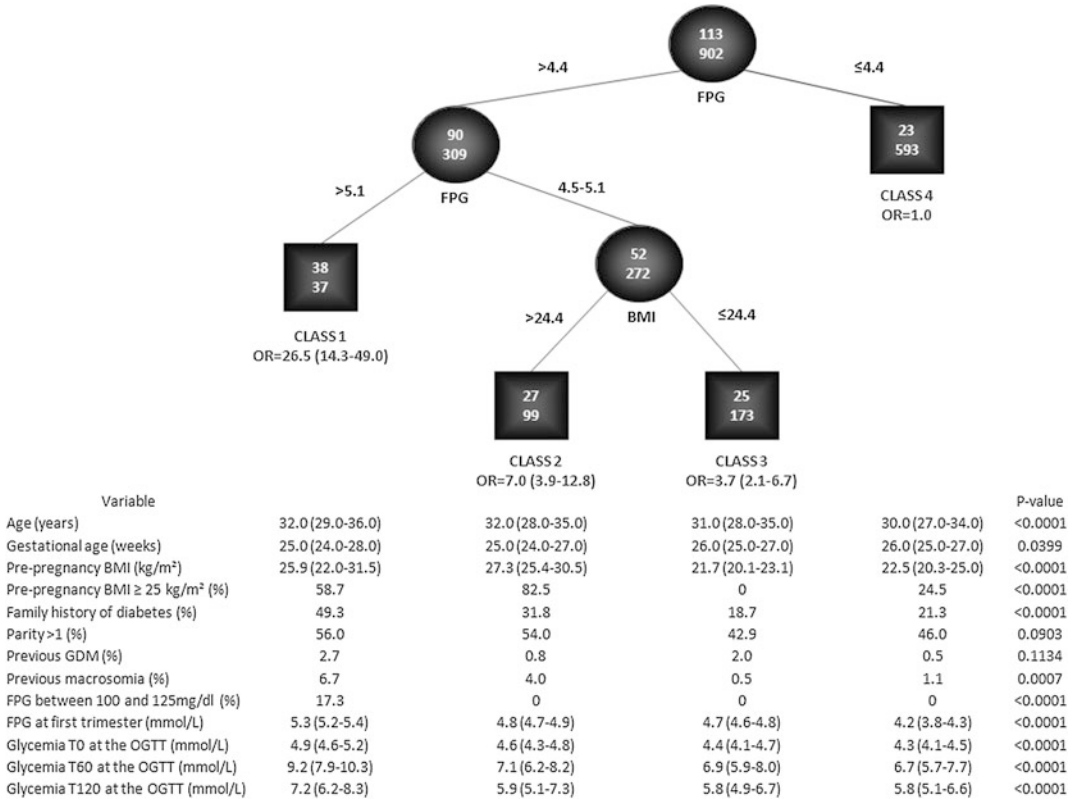 113
902
FPG
>4.4
≤4.4
90
309
FPG
23
593
CLASS 4
OR=1.0
>5.1
4.5-5.1
38
37
CLASS 1
OR=26.5 (14.3-49.0)
52
272
BMI
>24.4
≤24.4
27
99
CLASS 2
OR=7.0 (3.9-12.8)
25
173
CLASS 3
OR=3.7 (2.1-6.7)
Variable P-value
Age (years) 32.0 (29.0-36.0) 32.0 (28.0-35.0) 31.0 (28.0-35.0) 30.0 (27.0-34.0) <0.0001
Gestational age (weeks) 25.0 (24.0-28.0) 25.0 (24.0-27.0) 26.0 (25.0-27.0) 26.0 (25.0-27.0) 0.0399
Pre-pregnancy BMI (kg/m²) 25.9 (22.0-31.5) 27.3 (25.4-30.5) 21.7 (20.1-23.1) 22.5 (20.3-25.0) <0.0001
Pre-pregnancy BMI ≥ 25 kg/m² (%) 58.7 82.5 0 24.5 <0.0001
Family history of diabetes (%) 49.3 31.8 18.7 21.3 <0.0001
Parity >1 (%) 56.0 54.0 42.9 46.0 0.0903
Previous GDM (%) 2.7 0.8 2.0 0.5 0.1134
Previous macrosomia (%) 6.7 4.0 0.5 1.1 0.0007
FPG between 100 and 125mg/dl (%) 17.3 0 0 0 <0.0001
FPG at first trimester (mmol/L) 5.3 (5.2-5.4) 4.8 (4.7-4.9) 4.7 (4.6-4.8) 4.2 (3.8-4.3) <0.0001
Glycemia T0 at the OGTT (mmol/L) 4.9 (4.6-5.2) 4.6 (4.3-4.8) 4.4 (4.1-4.7) 4.3 (4.1-4.5) <0.0001
Glycemia T60 at the OGTT (mmol/L) 9.2 (7.9-10.3) 7.1 (6.2-8.2) 6.9 (5.9-8.0) 6.7 (5.7-7.7) <0.0001
Glycemia T120 at the OGTT (mmol/L) 7.2 (6.2-8.3) 5.9 (5.1-7.3) 5.8 (4.9-6.7) 5.8 (5.1-6.6) <0.0001